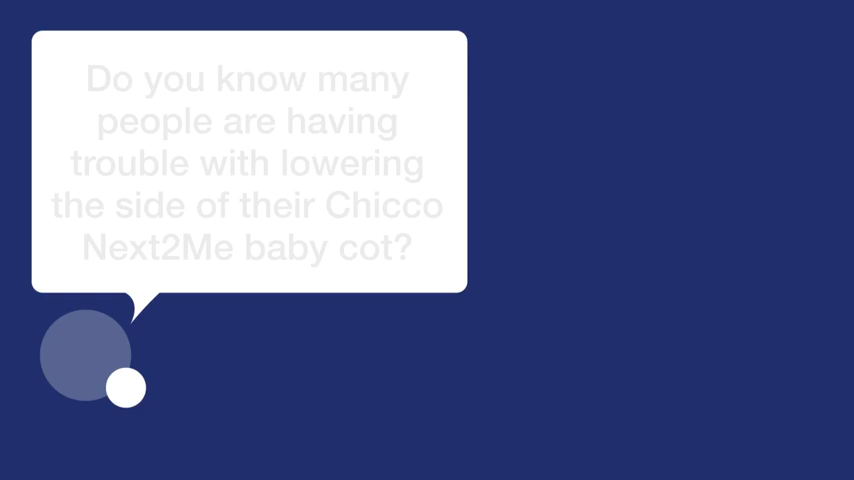 Do you know many
people are having
trouble with lowering
the side of their Chicco
Next2Me baby cot?